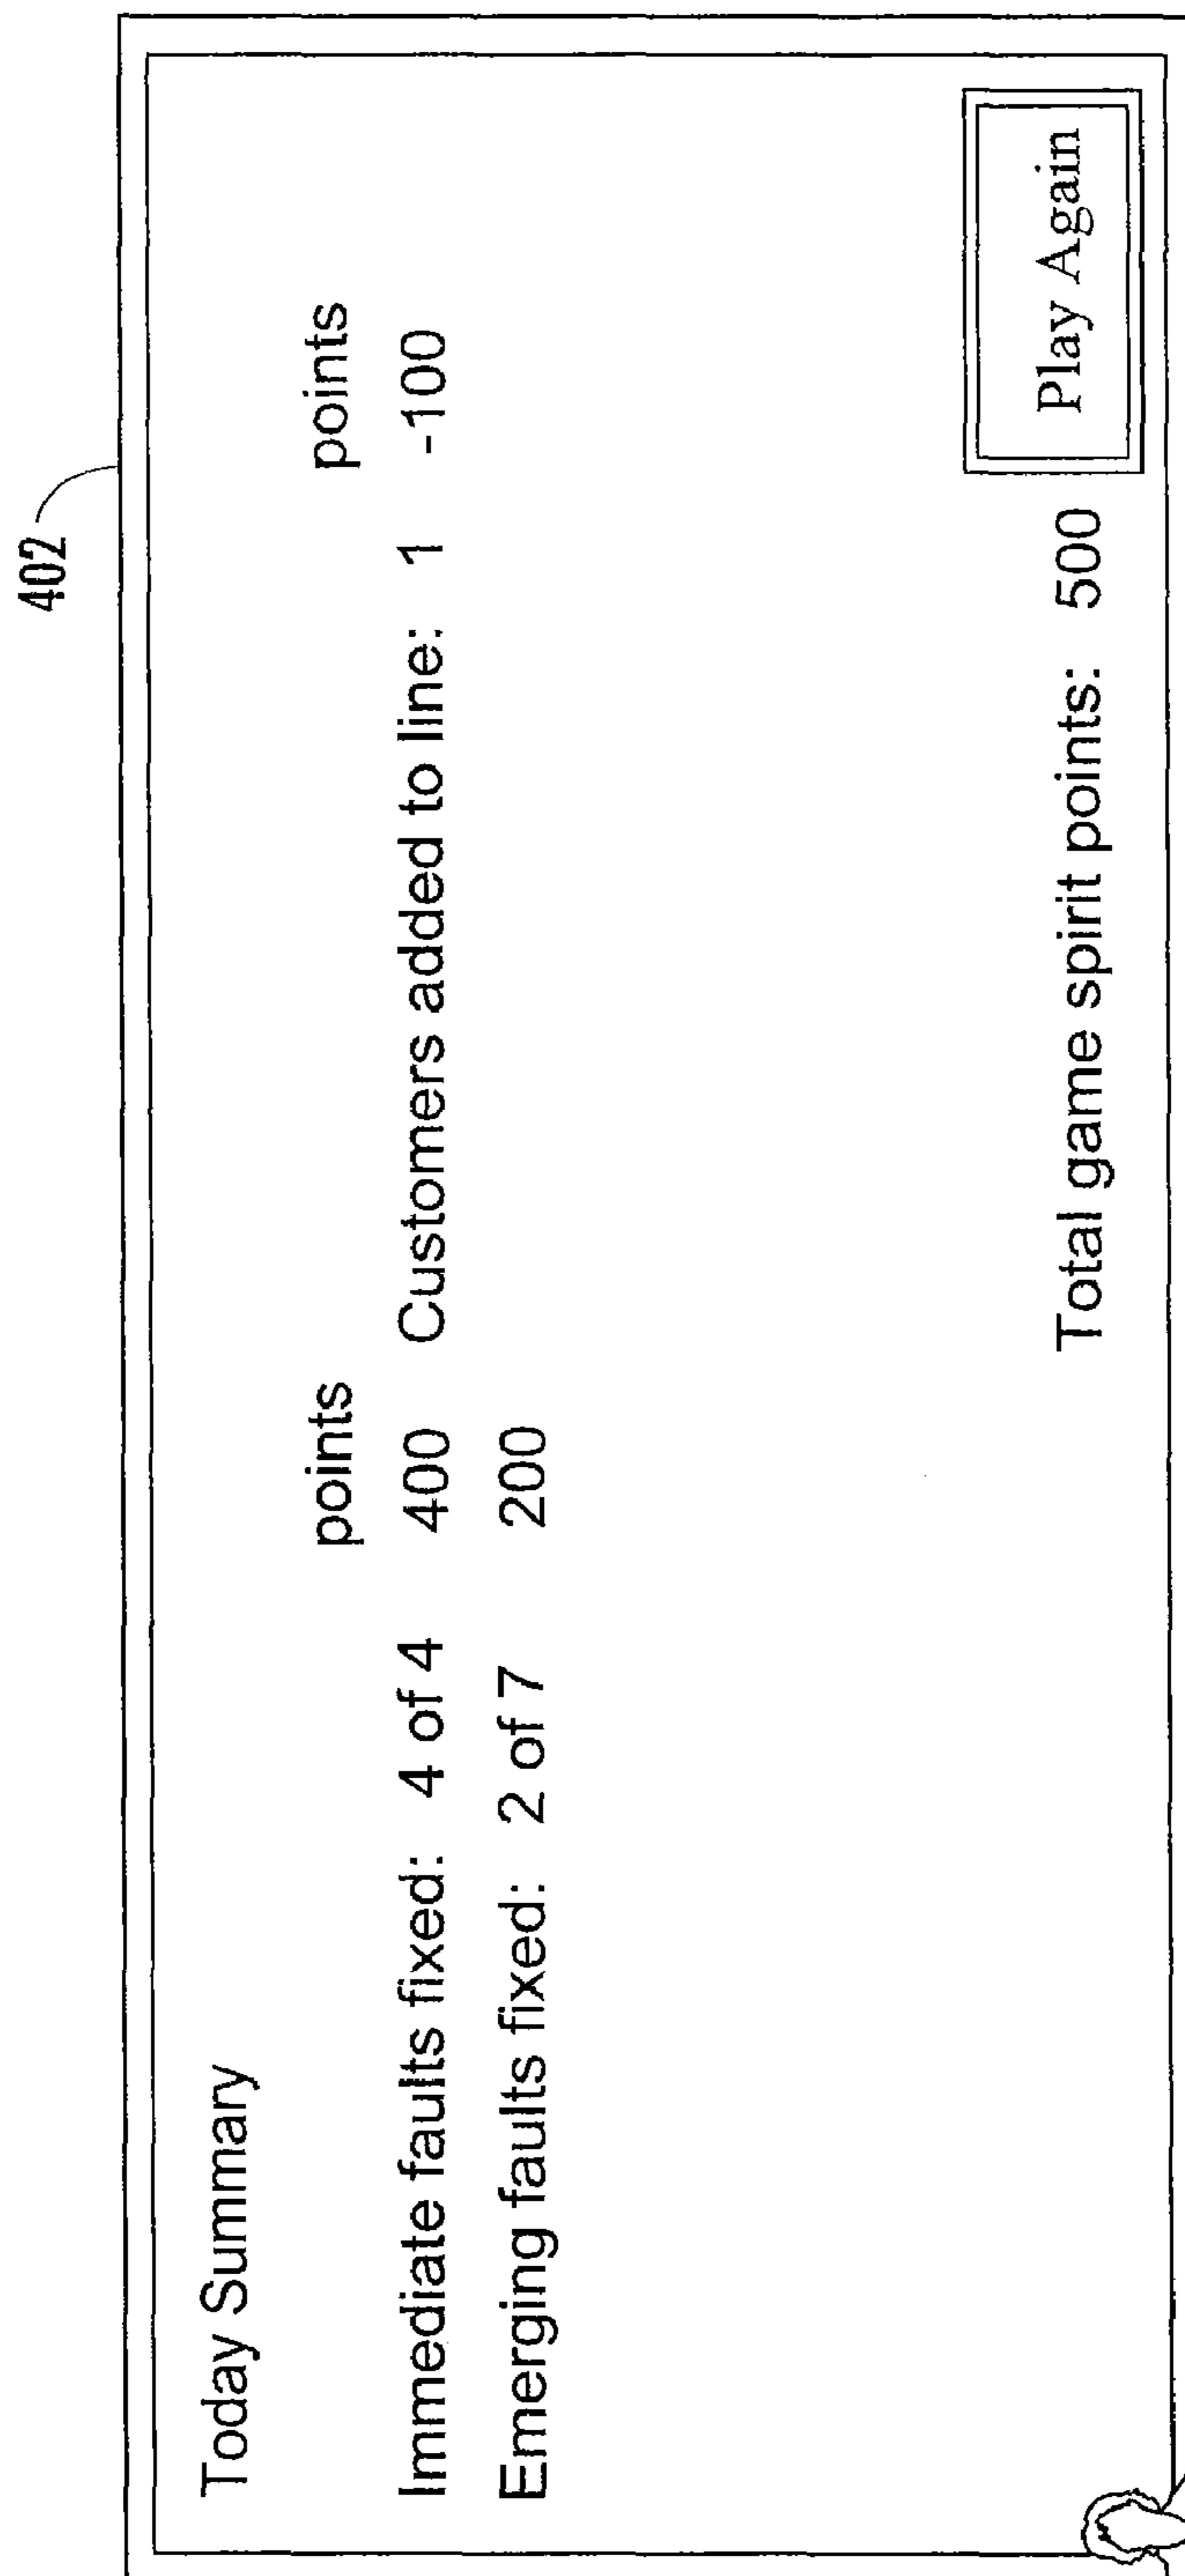 402
Today Summary
points points
Immediate faults fixed: 4 of 4 400 Customers added to line: 1 -100
Emerging faults fixed: 2 of 7 200
Total game spirit points: 500
Play Again